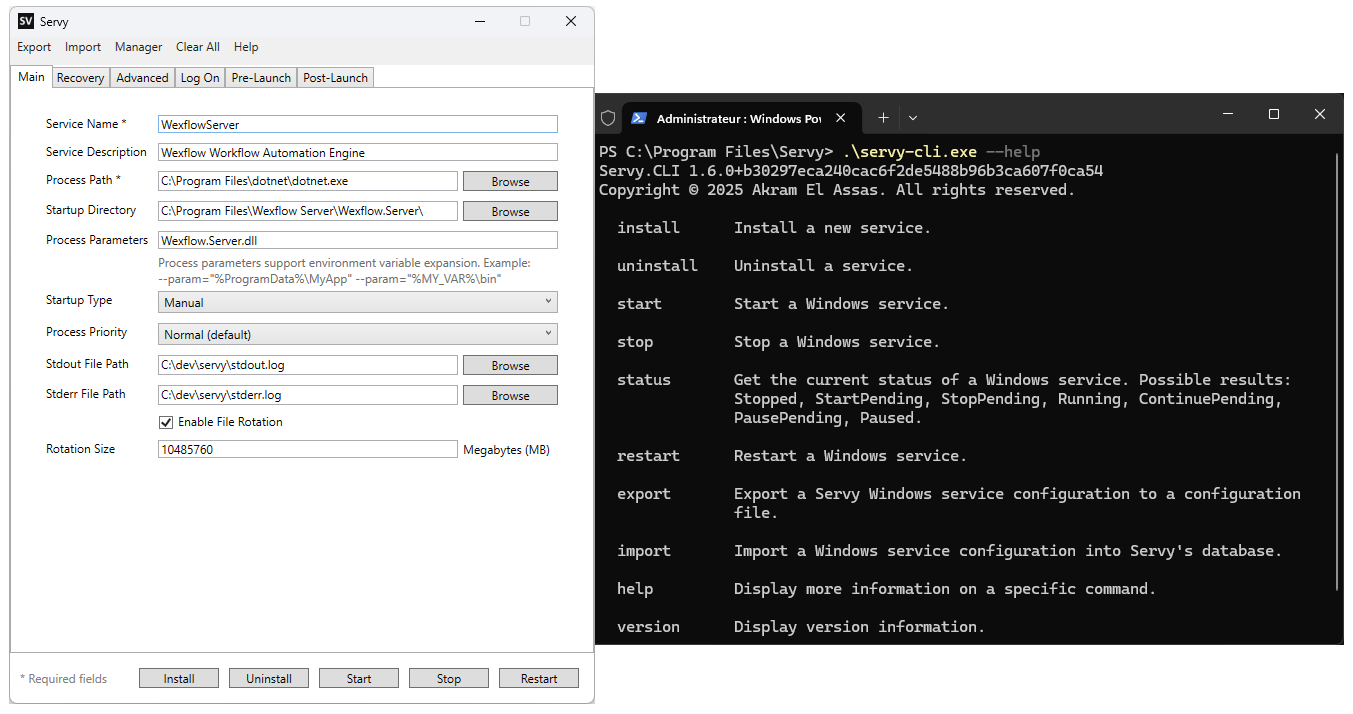 SV Servy
Export Import Manager Clear All Help
Main Recovery Advanced Log On Pre-Launch Post-Launch
Service Name * WexflowServer
Service Description Wexflow Workflow Automation Engine
Process Path * C:\Program Files\dotnet\dotnet.exe Browse
Startup Directory C:\Program Files\Wexflow Server\Wexflow.Server\ Browse
Process Parameters Wexflow.Server.dll
Process parameters support environment variable expansion. Example:
--param="%ProgramData%\MyApp" --param="%MY_VAR%\bin"
Startup Type Manual
Process Priority Normal (default)
Stdout File Path C:\dev\servy\stdout.log Browse
Stderr File Path C:\dev\servy\stderr.log Browse
Enable File Rotation
Rotation Size 10485760 Megabytes (MB)
* Required fields Install Uninstall Start Stop Restart
Administrateur : Windows Pov
PS C:\Program Files\Servy> .\servy-cli.exe --help
Servy.CLI 1.6.0+b30297eca240cac6f2de5488b96b3ca607f0ca54
Copyright © 2025 Akram El Assas. All rights reserved.
install Install a new service.
uninstall Uninstall a service.
start Start a Windows service.
stop Stop a Windows service.
status Get the current status of a Windows service. Possible results:
Stopped, StartPending, StopPending, Running, ContinuePending,
PausePending, Paused.
restart Restart a Windows service.
export Export a Servy Windows service configuration to a configuration
file.
import Import a Windows service configuration into Servy's database.
help Display more information on a specific command.
version Display version information.